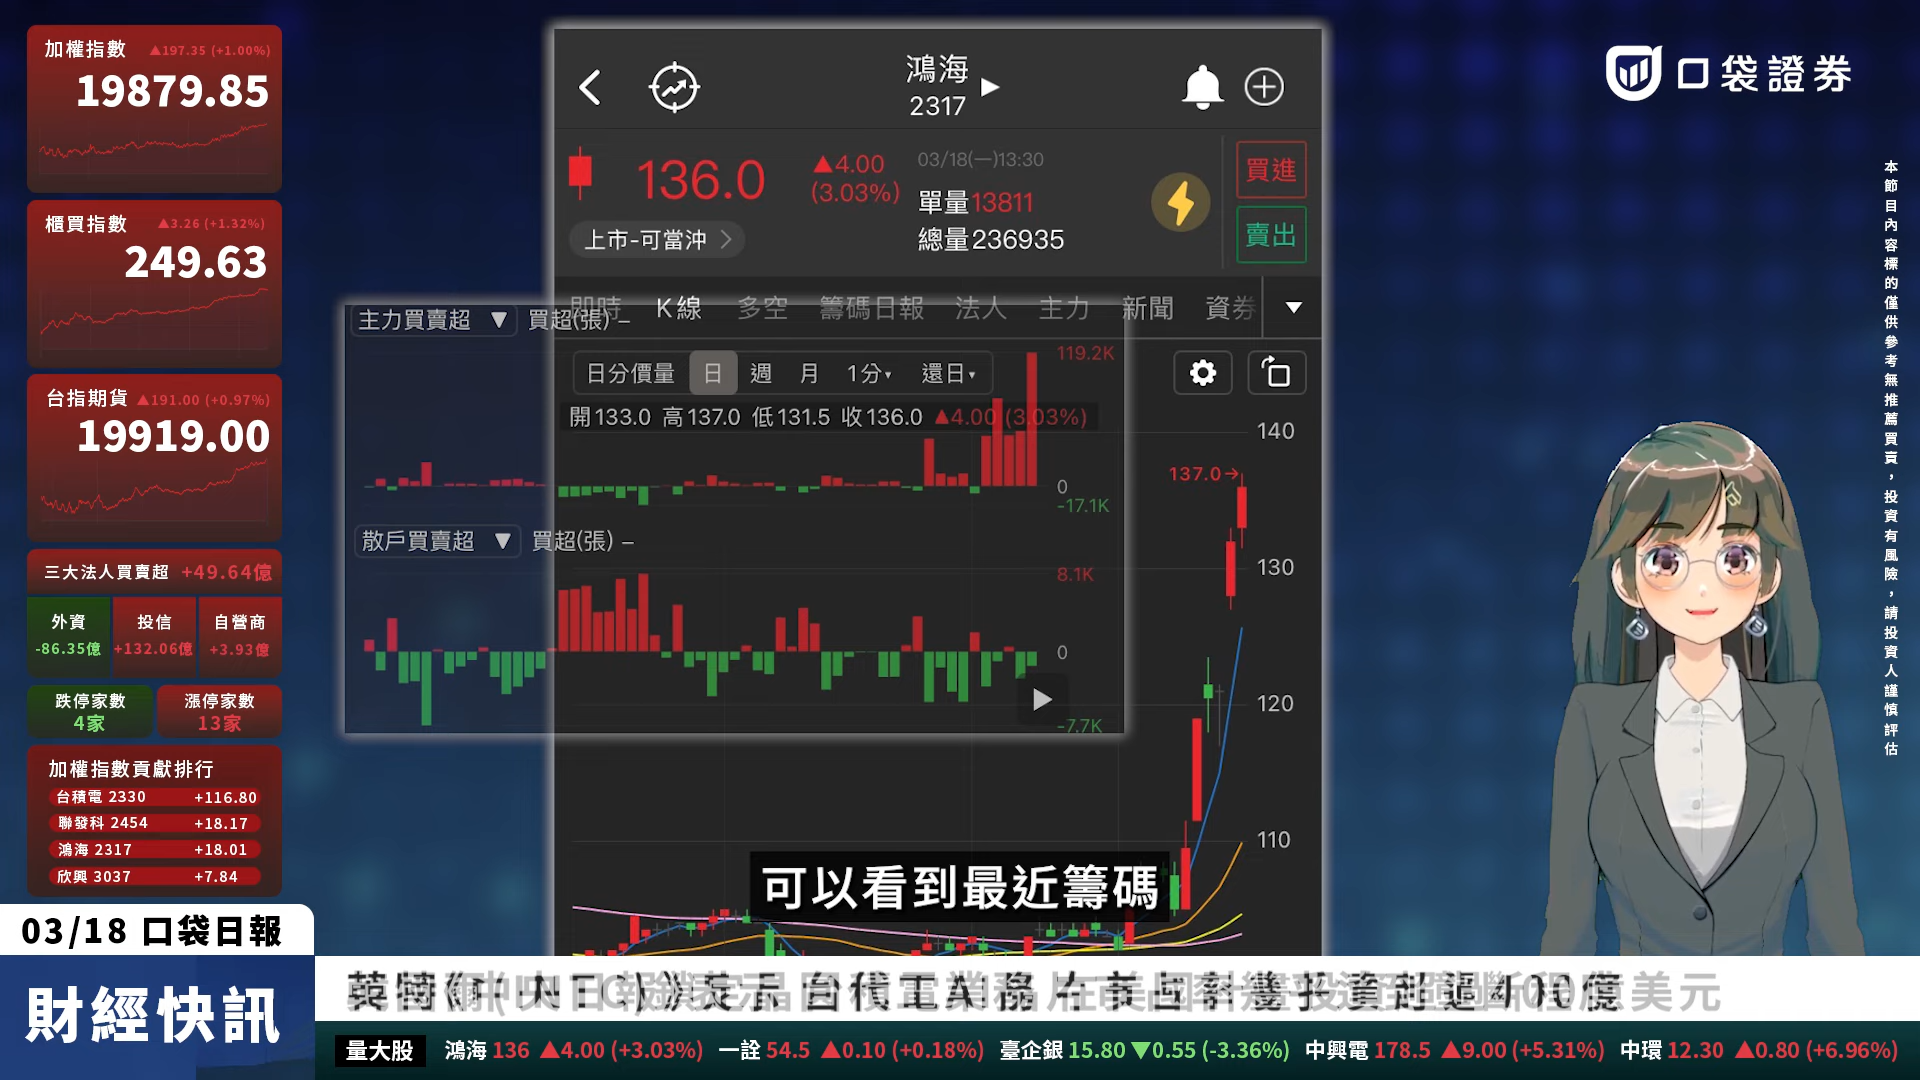 加權指數 ▲197.35 (+1.00%)
19879.85
櫃買指數 ▲3.26 (+1.32%)
249.63
台指期貨 ▲191.00 (+0.97%)
19919.00
三大法人買賣超 +49.64億
外資 投信 自營商
-86.35億 +132.06億 +3.93億
跌停家數 漲停家數
4家 13家
加權指數貢獻排行
台積電 2330 +116.80
聯發科 2454 +18.17
鴻海 2317 +18.01
欣興 3037 +7.84
03/18 口袋日報
財經快訊
鴻海
2317
136.0 ▲4.00
(3.03%)
03/18(一)13:30
單量13811
總量236935
上市-可當沖
買進
賣出
即時 K線 多空 籌碼日報 法人 主力 新聞 資券
日分價量 日 週 月 1分 還日
開133.0 高137.0 低131.5 收136.0 ▲4.00 (3.03%)
主力買賣超 ▼ 買超(張) –
119.2K
0
-17.1K
散戶買賣超 ▼ 買超(張) –
8.1K
0
-7.7K
137.0→
140
130
120
110
可以看到最近籌碼
口袋證券
本節目內容標的僅供參考無推薦買賣，投資有風險，請投資人謹慎評估
量大股 鴻海 136 ▲4.00 (+3.03%) 一詮 54.5 ▲0.10 (+0.18%) 臺企銀 15.80 ▼0.55 (-3.36%) 中興電 178.5 ▲9.00 (+5.31%) 中環 12.30 ▲0.80 (+6.96%)